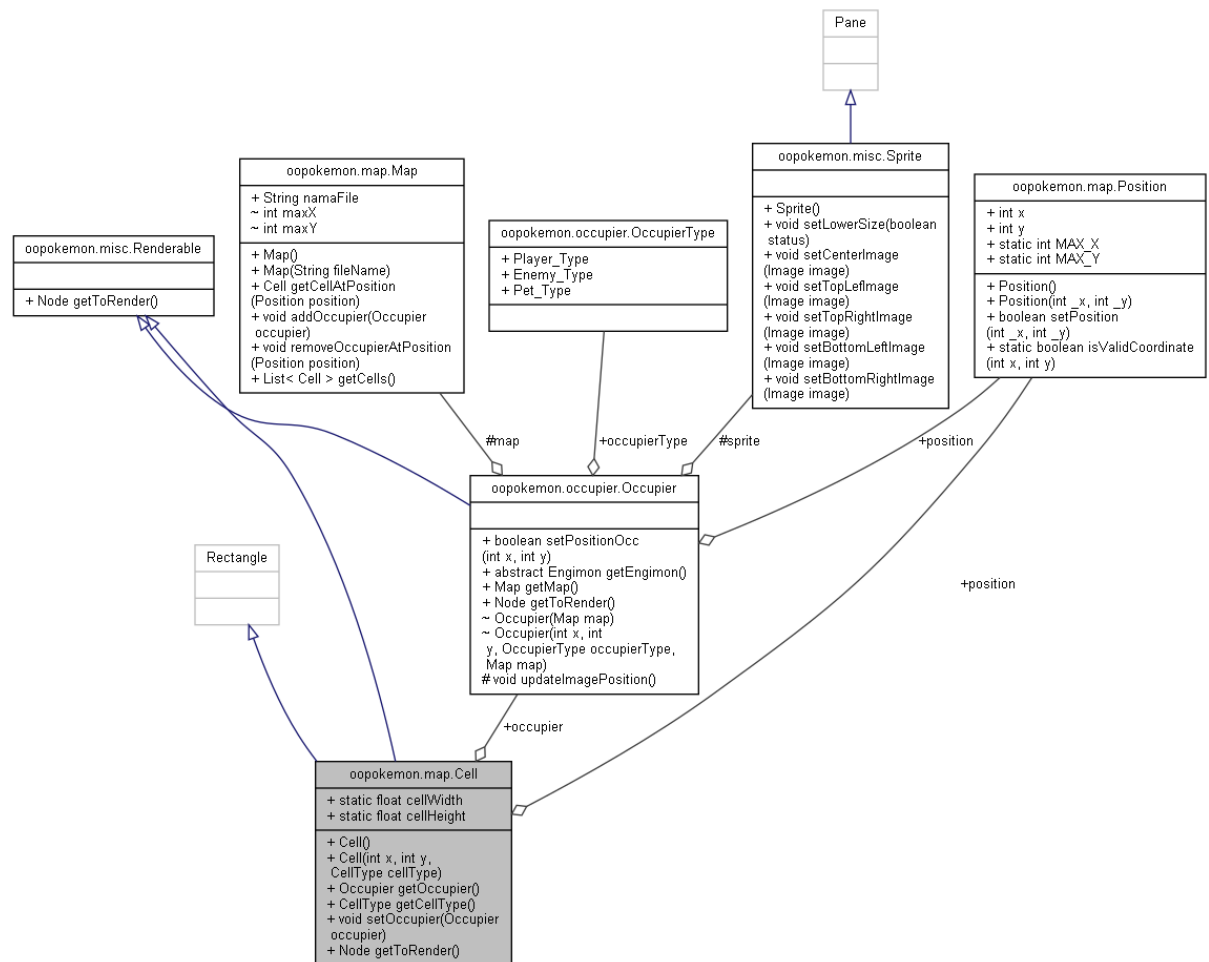 Pane
oopokemon.misc.Sprite
+ Sprite()
+ void setLowerSize(boolean
status)
+ void setCenterImage
(Image image)
+ void setTopLefImage
(Image image)
+ void setTopRightImage
(Image image)
+ void setBottomLeftImage
(Image image)
+ void setBottomRightImage
(Image image)
oopokemon.map.Map
+ String namaFile
~ int maxX
~ int maxY
+ Map()
+ Map(String fileName)
+ Cell getCellAtPosition
(Position position)
+ void addOccupier(Occupier
occupier)
+ void removeOccupierAtPosition
(Position position)
+ List< Cell > getCells()
oopokemon.map.Position
+ int x
+ int y
+ static int MAX_X
+ static int MAX_Y
+ Position()
+ Position(int _x, int _y)
+ boolean setPosition
(int _x, int _y)
+ static boolean isValidCoordinate
(int x, int y)
oopokemon.occupier.OccupierType
+ Player_Type
+ Enemy_Type
+ Pet_Type
oopokemon.misc.Renderable
+ Node getToRender()
#map
+occupierType
#sprite
+position
oopokemon.occupier.Occupier
+ boolean setPositionOcc
(int x, int y)
+ abstract Engimon getEngimon()
+ Map getMap()
+ Node getToRender()
~ Occupier(Map map)
~ Occupier(int x, int
y, OccupierType occupierType,
Map map)
# void updateImagePosition()
Rectangle
+position
+occupier
oopokemon.map.Cell
+ static float cellWidth
+ static float cellHeight
+ Cell()
+ Cell(int x, int y,
CellType cellType)
+ Occupier getOccupier()
+ CellType getCellType()
+ void setOccupier(Occupier
occupier)
+ Node getToRender()